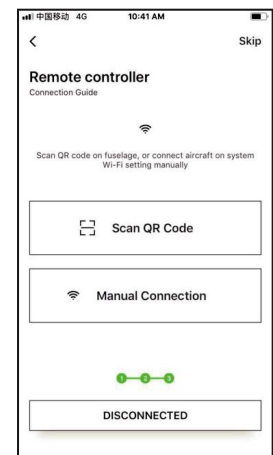 中国移动 4G 10:41 AM
Skip
Remote controller
Connection Guide
Scan QR code on fuselage, or connect aircraft on system
Wi-Fi setting manually
Scan QR Code
Manual Connection
1 2 3
DISCONNECTED